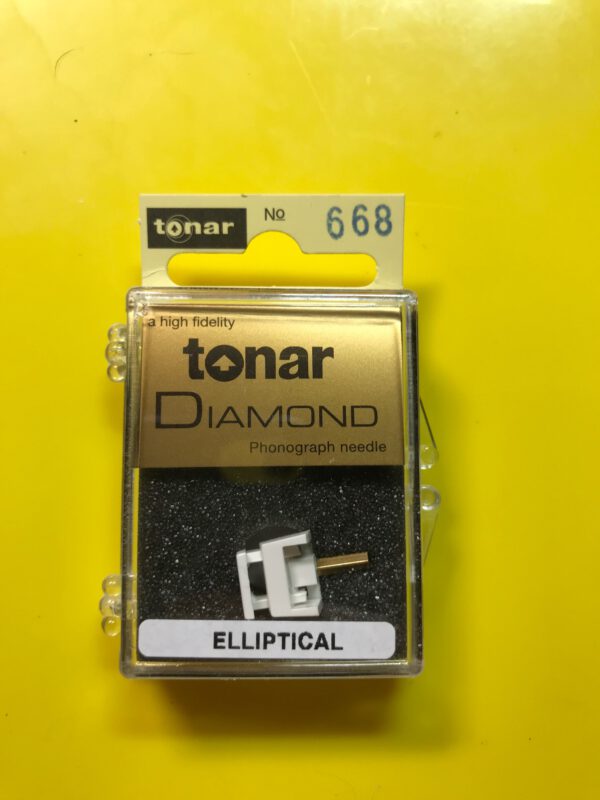 tonar No 668
a high fidelity
tonar
DIAMOND
Phonograph needle
ELLIPTICAL